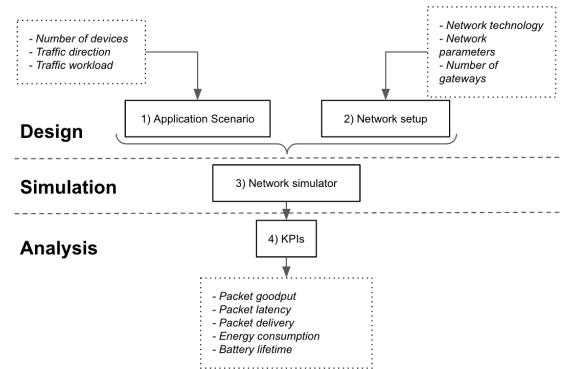 - Number of devices
- Traffic direction
- Traffic workload
- Network technology
- Network
parameters
- Number of
gateways
1) Application Scenario
2) Network setup
Design
Simulation
3) Network simulator
4) KPIs
Analysis
- Packet goodput
- Packet latency
- Packet delivery
- Energy consumption
- Battery lifetime